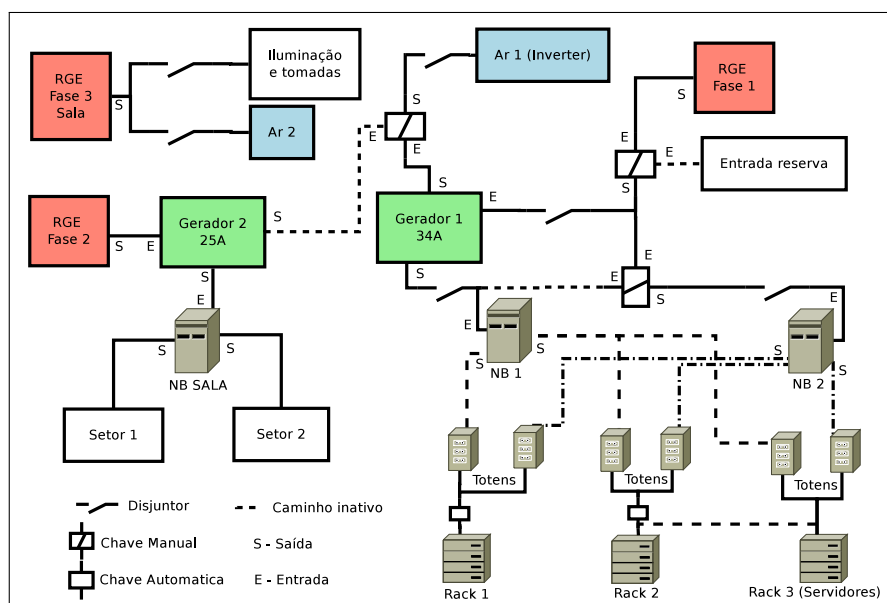 RGE
Fase 3
Sala
S
Iluminação
e tomadas
Ar 2
Ar 1 (Inverter)
S
E
E
S
RGE
Fase 1
S
E
E
S
Entrada reserva
RGE
Fase 2
S
E
Gerador 2
25A
S
S
E
NB SALA
S
S
Setor 1
Setor 2
Gerador 1
34A
E
S
E
E
S
E
NB 1
S
S
E
NB 2
S
S
Totens
Totens
Totens
Rack 1
Rack 2
Rack 3 (Servidores)
Disjuntor
Caminho inativo
Chave Manual
S - Saída
Chave Automatica
E - Entrada